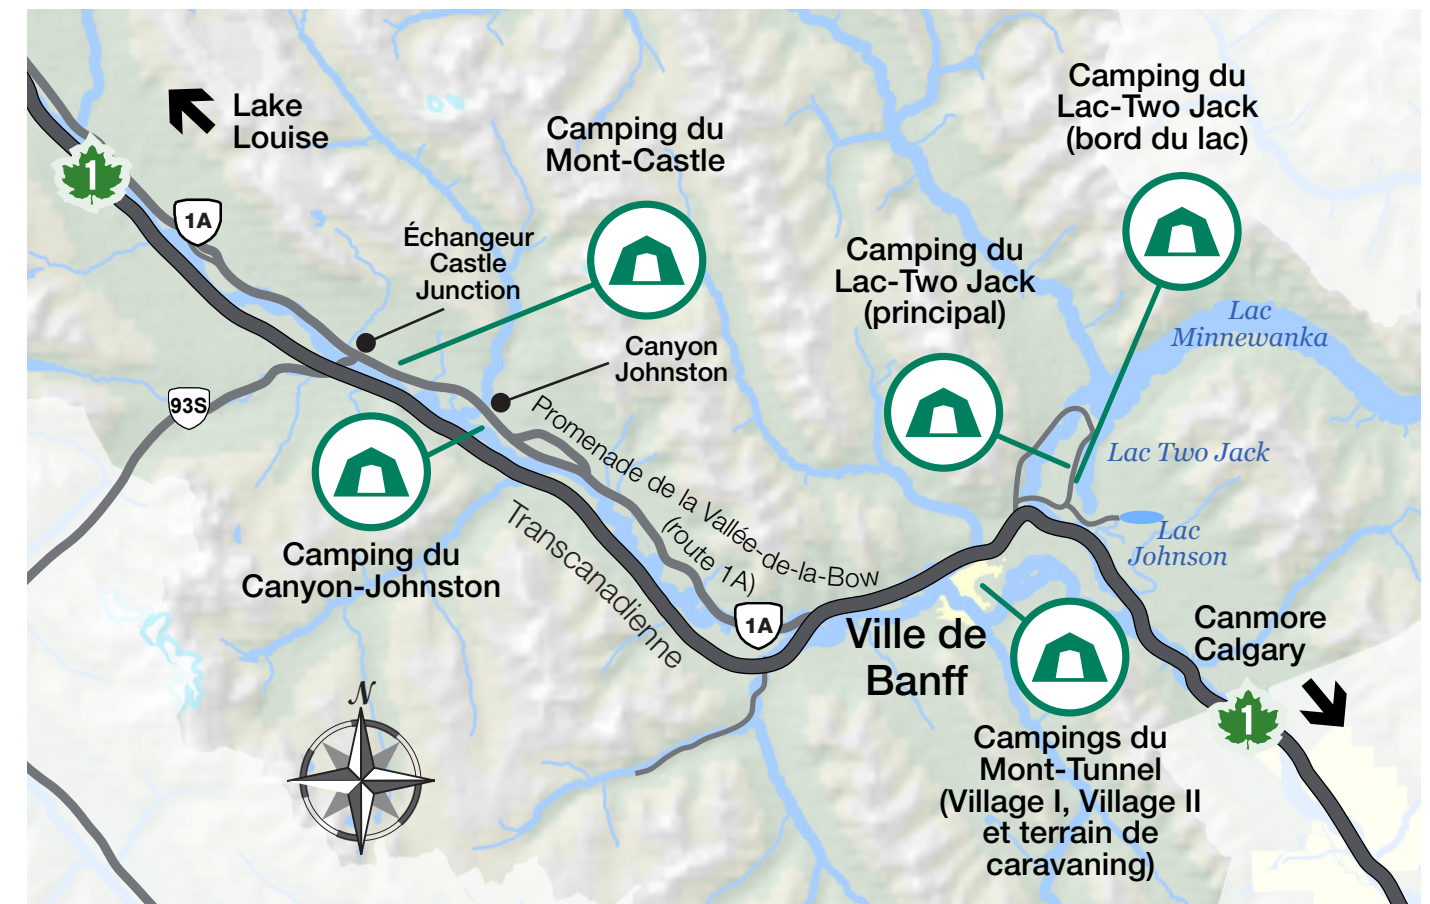 Lake
Louise
1
1A
Camping du
Mont-Castle
Échangeur
Castle
Junction
Canyon
Johnston
93S
Camping du
Canyon-Johnston
Promenade de la Vallée-de-la-Bow
(route 1A)
Transcanadienne
1A
Camping du
Lac-Two Jack
(bord du lac)
Camping du
Lac-Two Jack
(principal)
Lac
Minnewanka
Lac Two Jack
Lac
Johnson
Ville de
Banff
Canmore
Calgary
1
Campings du
Mont-Tunnel
(Village I, Village II
et terrain de
caravaning)
N